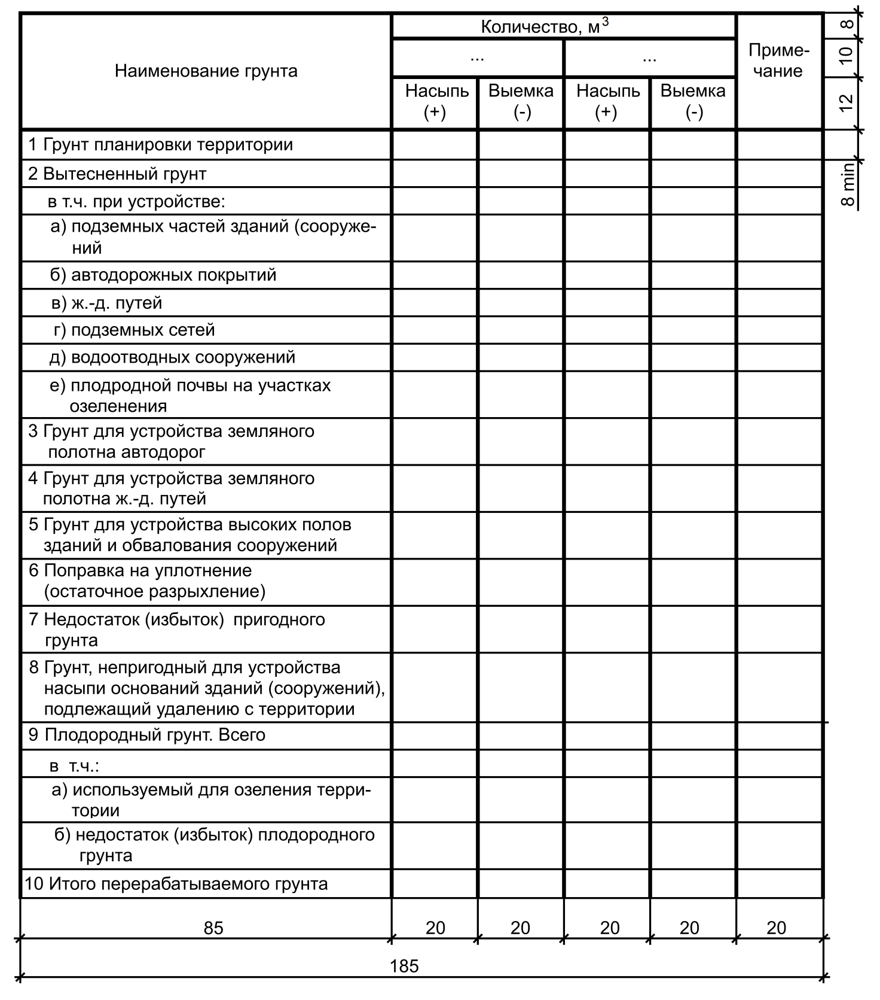 Наименование грунта
Количество, м³
Приме-
чание
...
...
Насыпь
(+)
Выемка
(-)
Насыпь
(+)
Выемка
(-)
8
10
12
8 min
1 Грунт планировки территории
2 Вытесненный грунт
в т.ч. при устройстве:
а) подземных частей зданий (сооруже-
ний
б) автодорожных покрытий
в) ж.-д. путей
г) подземных сетей
д) водоотводных сооружений
е) плодродной почвы на участках
озеленения
3 Грунт для устройства земляного
полотна автодорог
4 Грунт для устройства земляного
полотна ж.-д. путей
5 Грунт для устройства высоких полов
зданий и обвалования сооружений
6 Поправка на уплотнение
(остаточное разрыхление)
7 Недостаток (избыток) пригодного
грунта
8 Грунт, непригодный для устройства
насыпи оснований зданий (сооружений),
подлежащий удалению с территории
9 Плодородный грунт. Всего
в т.ч.:
а) используемый для озеления терри-
тории
б) недостаток (избыток) плодородного
грунта
10 Итого перерабатываемого грунта
85 20 20 20 20 20
185